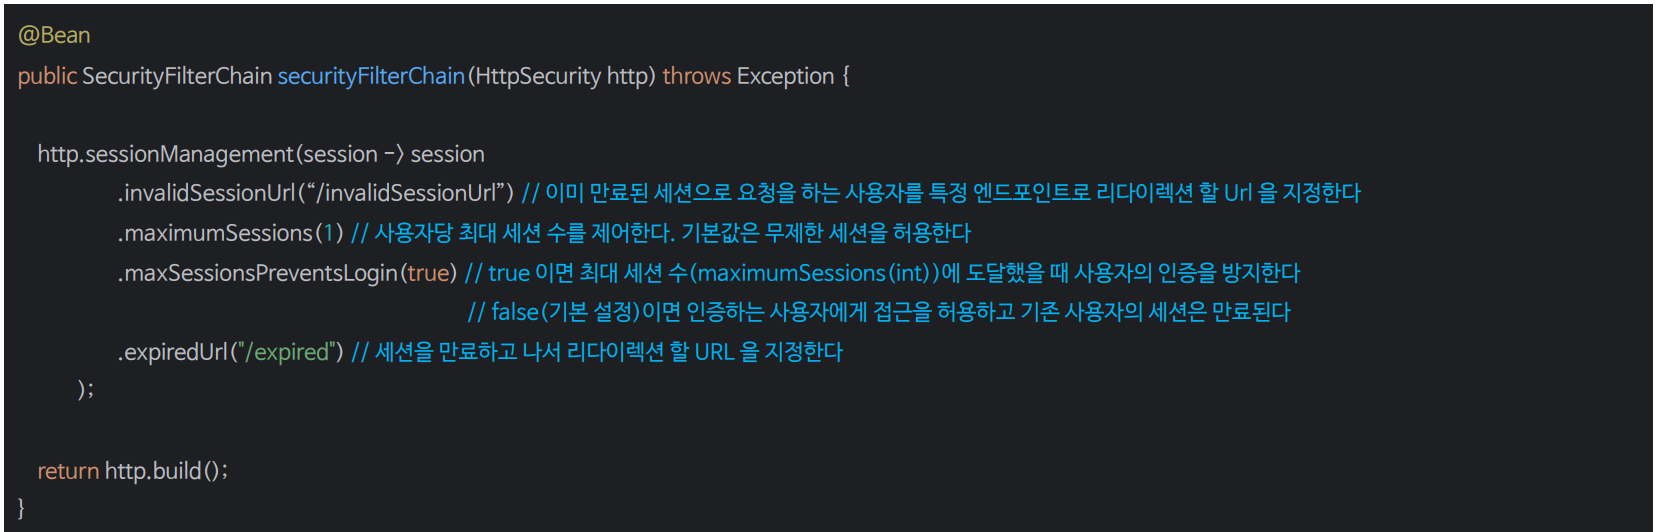 @Bean
public SecurityFilterChain securityFilterChain(HttpSecurity http) throws Exception {
http.sessionManagement(session -> session
.invalidSessionUrl(“/invalidSessionUrl”) // 이미 만료된 세션으로 요청을 하는 사용자를 특정 엔드포인트로 리다이렉션 할 Url 을 지정한다
.maximumSessions(1) // 사용자당 최대 세션 수를 제어한다. 기본값은 무제한 세션을 허용한다
.maxSessionsPreventsLogin(true) // true 이면 최대 세션 수(maximumSessions(int))에 도달했을 때 사용자의 인증을 방지한다
// false(기본 설정)이면 인증하는 사용자에게 접근을 허용하고 기존 사용자의 세션은 만료된다
.expiredUrl("/expired") // 세션을 만료하고 나서 리다이렉션 할 URL 을 지정한다
);
return http.build();
}